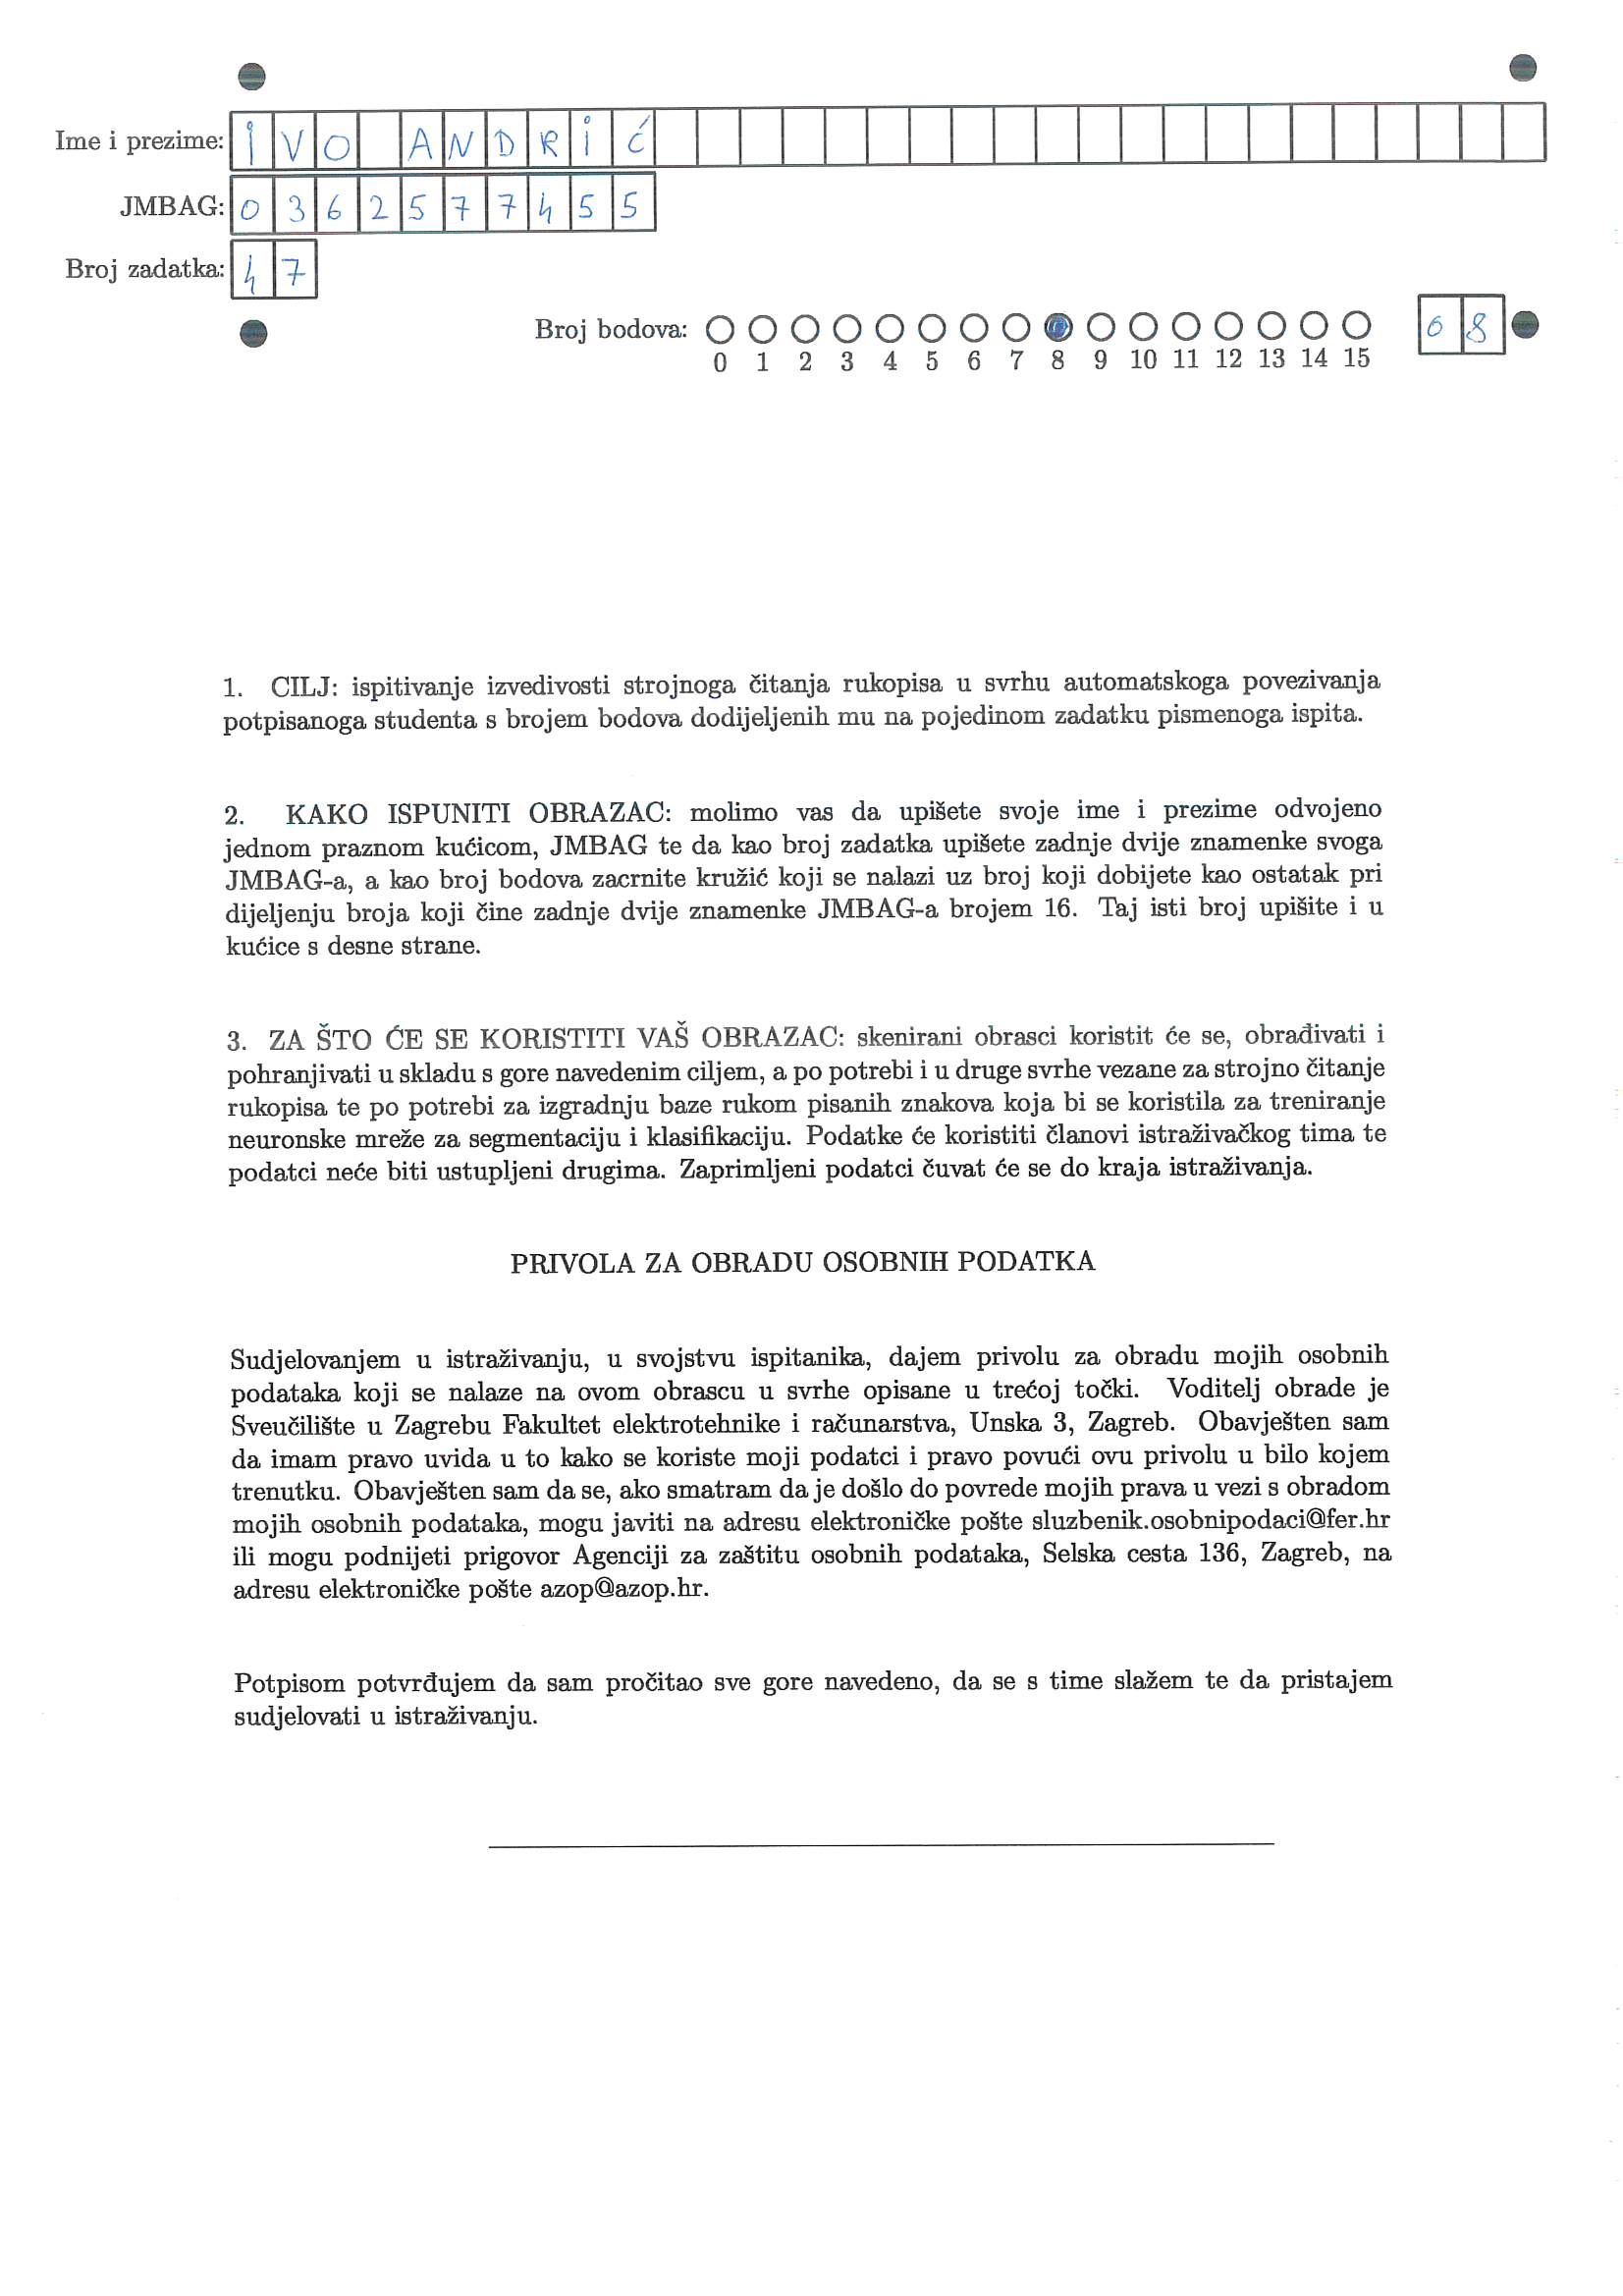 Ime i prezime: IVO ANDRIĆ
JMBAG: 0362577455
Broj zadatka: 47
Broj bodova: 08
0 1 2 3 4 5 6 7 8 9 10 11 12 13 14 15
1. CILJ: ispitivanje izvedivosti strojnoga čitanja rukopisa u svrhu automatskoga povezivanja
potpisanoga studenta s brojem bodova dodijeljenih mu na pojedinom zadatku pismenoga ispita.
2. KAKO ISPUNITI OBRAZAC: molimo vas da upišete svoje ime i prezime odvojeno
jednom praznom kućicom, JMBAG te da kao broj zadatka upišete zadnje dvije znamenke svoga
JMBAG-a, a kao broj bodova zacrnite kružić koji se nalazi uz broj koji dobijete kao ostatak pri
dijeljenju broja koji čine zadnje dvije znamenke JMBAG-a brojem 16. Taj isti broj upišite i u
kućice s desne strane.
3. ZA ŠTO ĆE SE KORISTITI VAŠ OBRAZAC: skenirani obrasci koristit će se, obrađivati i
pohranjivati u skladu s gore navedenim ciljem, a po potrebi i u druge svrhe vezane za strojno čitanje
rukopisa te po potrebi za izgradnju baze rukom pisanih znakova koja bi se koristila za treniranje
neuronske mreže za segmentaciju i klasifikaciju. Podatke će koristiti članovi istraživačkog tima te
podatci neće biti ustupljeni drugima. Zaprimljeni podatci čuvat će se do kraja istraživanja.
PRIVOLA ZA OBRADU OSOBNIH PODATKA
Sudjelovanjem u istraživanju, u svojstvu ispitanika, dajem privolu za obradu mojih osobnih
podataka koji se nalaze na ovom obrascu u svrhe opisane u trećoj točki. Voditelj obrade je
Sveučilište u Zagrebu Fakultet elektrotehnike i računarstva, Unska 3, Zagreb. Obavješten sam
da imam pravo uvida u to kako se koriste moji podatci i pravo povući ovu privolu u bilo kojem
trenutku. Obavješten sam da se, ako smatram da je došlo do povrede mojih prava u vezi s obradom
mojih osobnih podataka, mogu javiti na adresu elektroničke pošte sluzbenik.osobnipodaci@fer.hr
ili mogu podnijeti prigovor Agenciji za zaštitu osobnih podataka, Selska cesta 136, Zagreb, na
adresu elektroničke pošte azop@azop.hr.
Potpisom potvrđujem da sam pročitao sve gore navedeno, da se s time slažem te da pristajem
sudjelovati u istraživanju.